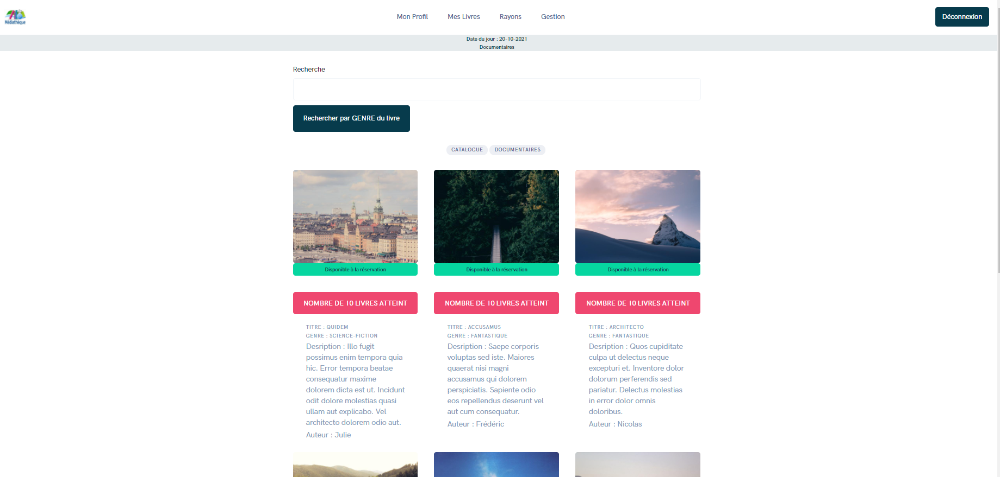 Médiathèque
Mon Profil
Mes Livres
Rayons
Gestion
Déconnexion
Date du jour : 20-10-2021
Documentaires
Recherche
Rechercher par GENRE du livre
CATALOGUE
DOCUMENTAIRES
Disponible à la réservation
NOMBRE DE 10 LIVRES ATTEINT
TITRE : QUIDEM
GENRE : SCIENCE-FICTION
Desription : Illo fugit
possimus enim tempora quia
hic. Error tempora beatae
consequatur maxime
dolorem dicta est ut. Incidunt
odit dolore molestias quasi
ullam aut explicabo. Vel
architecto dolorem odio aut.
Auteur : Julie
Disponible à la réservation
NOMBRE DE 10 LIVRES ATTEINT
TITRE : ACCUSAMUS
GENRE : FANTASTIQUE
Desription : Saepe corporis
voluptas sed iste. Maiores
quaerat nisi magni
accusamus qui dolorem
perspiciatis. Sapiente odio
eos repellendus deserunt vel
aut cum consequatur.
Auteur : Frédéric
Disponible à la réservation
NOMBRE DE 10 LIVRES ATTEINT
TITRE : ARCHITECTO
GENRE : FANTASTIQUE
Desription : Quos cupiditate
culpa ut delectus neque
excepturi et. Inventore dolor
dolorum perferendis sed
pariatur. Delectus molestias
in error dolor omnis
doloribus.
Auteur : Nicolas